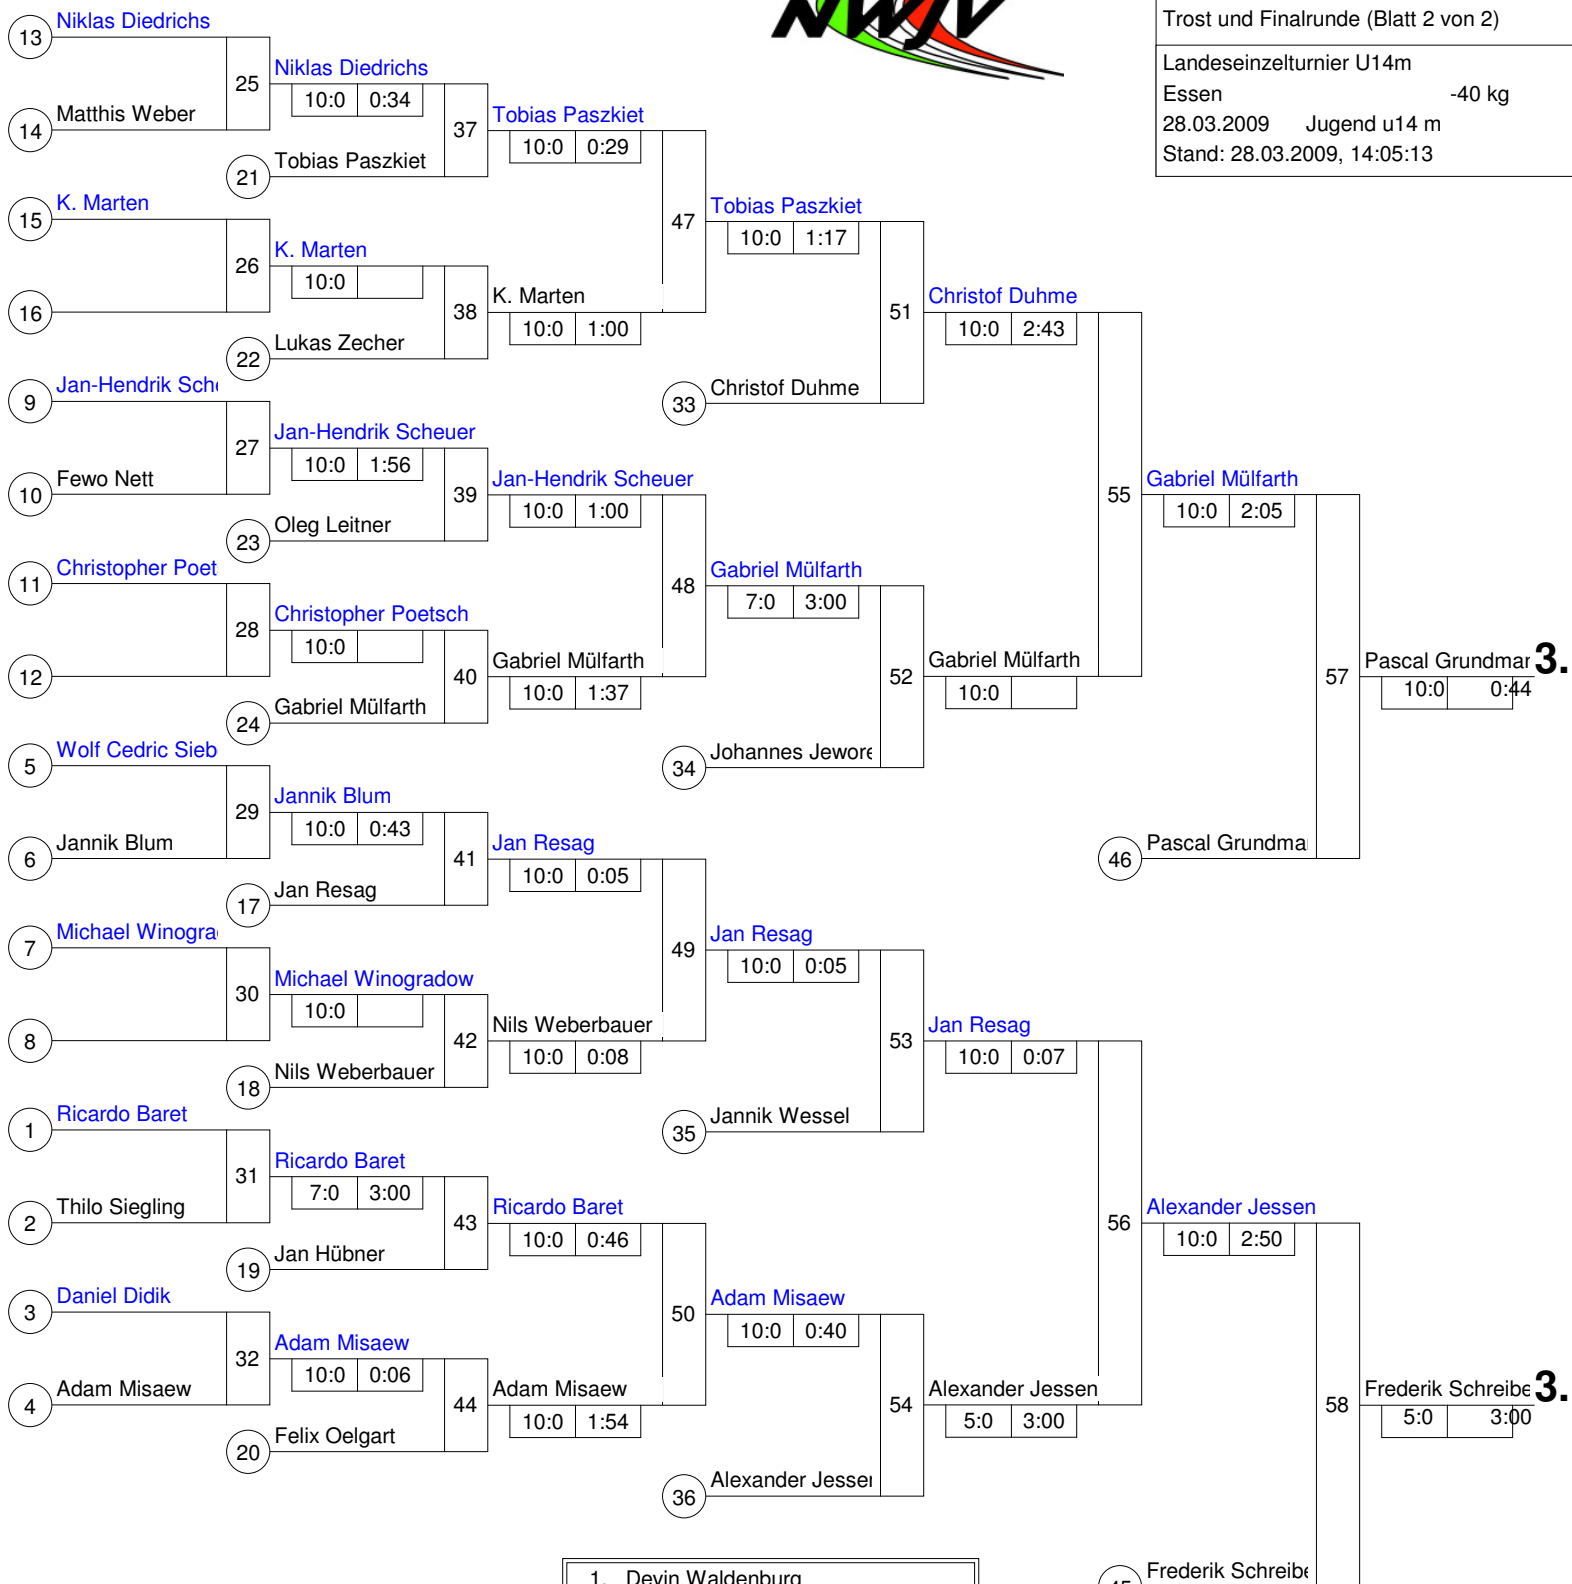 NWJV
Trost und Finalrunde (Blatt 2 von 2)
Landeseinzelturnier U14m
Essen -40 kg
28.03.2009 Jugend u14 m
Stand: 28.03.2009, 14:05:13
13 Niklas Diedrichs
25 Niklas Diedrichs
10:0 0:34
14 Matthis Weber
37 Tobias Paszkiet
10:0 0:29
21 Tobias Paszkiet
15 K. Marten
47 Tobias Paszkiet
10:0 1:17
26 K. Marten
10:0
16
38 K. Marten
10:0 1:00
22 Lukas Zecher
51 Christof Duhme
10:0 2:43
33 Christof Duhme
9 Jan-Hendrik Sche
27 Jan-Hendrik Scheuer
10:0 1:56
10 Fewo Nett
39 Jan-Hendrik Scheuer
10:0 1:00
23 Oleg Leitner
55 Gabriel Mülfarth
10:0 2:05
11 Christopher Poet
48 Gabriel Mülfarth
7:0 3:00
28 Christopher Poetsch
10:0
12
40 Gabriel Mülfarth
10:0 1:37
24 Gabriel Mülfarth
52 Gabriel Mülfarth
10:0
34 Johannes Jewore
57 Pascal Grundmar 3.
10:0 0:44
46 Pascal Grundma
5 Wolf Cedric Sieb
29 Jannik Blum
10:0 0:43
6 Jannik Blum
41 Jan Resag
10:0 0:05
17 Jan Resag
7 Michael Winogra
49 Jan Resag
10:0 0:05
30 Michael Winogradow
10:0
8
42 Nils Weberbauer
10:0 0:08
18 Nils Weberbauer
53 Jan Resag
10:0 0:07
35 Jannik Wessel
1 Ricardo Baret
31 Ricardo Baret
7:0 3:00
2 Thilo Siegling
43 Ricardo Baret
10:0 0:46
19 Jan Hübner
56 Alexander Jessen
10:0 2:50
3 Daniel Didik
50 Adam Misaew
10:0 0:40
32 Adam Misaew
10:0 0:06
4 Adam Misaew
44 Adam Misaew
10:0 1:54
20 Felix Oelgart
54 Alexander Jessen
5:0 3:00
36 Alexander Jesser
58 Frederik Schreibe 3.
5:0 3:00
45 Frederik Schreibe
1. Devin Waldenburg